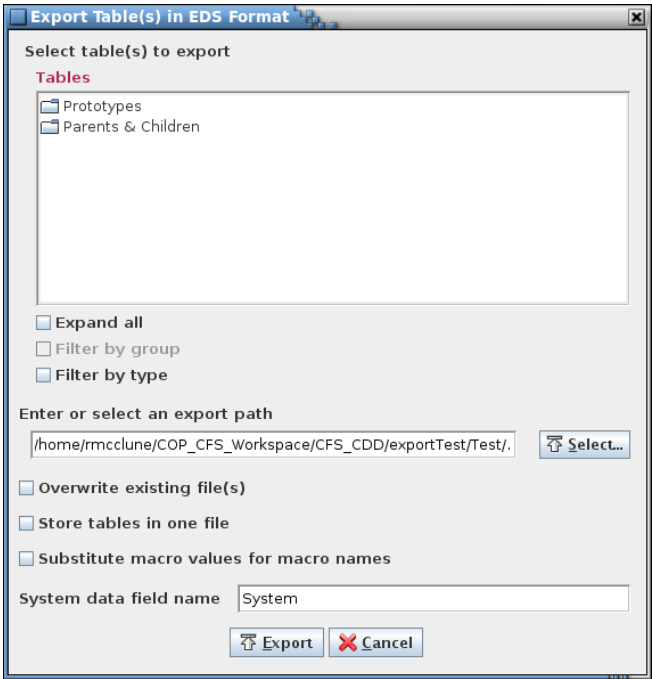 Export Table(s) in EDS Format
Select table(s) to export
Tables
Prototypes
Parents & Children
Expand all
Filter by group
Filter by type
Enter or select an export path
/home/rmcclune/COP_CFS_Workspace/CFS_CDD/exportTest/Test/.
Select...
Overwrite existing file(s)
Store tables in one file
Substitute macro values for macro names
System data field name
System
Export
Cancel